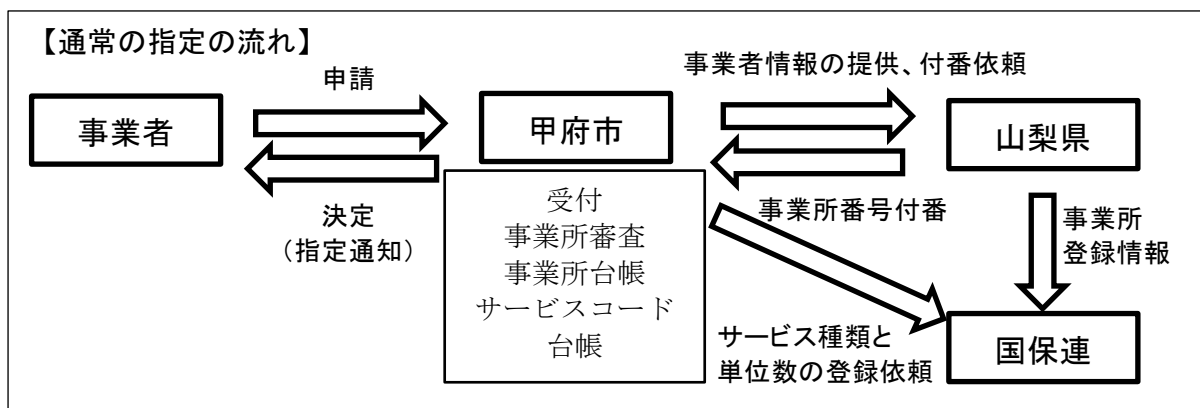 【通常の指定の流れ】
申請
事業者情報の提供、付番依頼
事業者
甲府市
山梨県
決定
（指定通知）
受付
事業所審査
事業所台帳
サービスコード
台帳
事業所番号付番
事業所
登録情報
サービス種類と
単位数の登録依頼
国保連